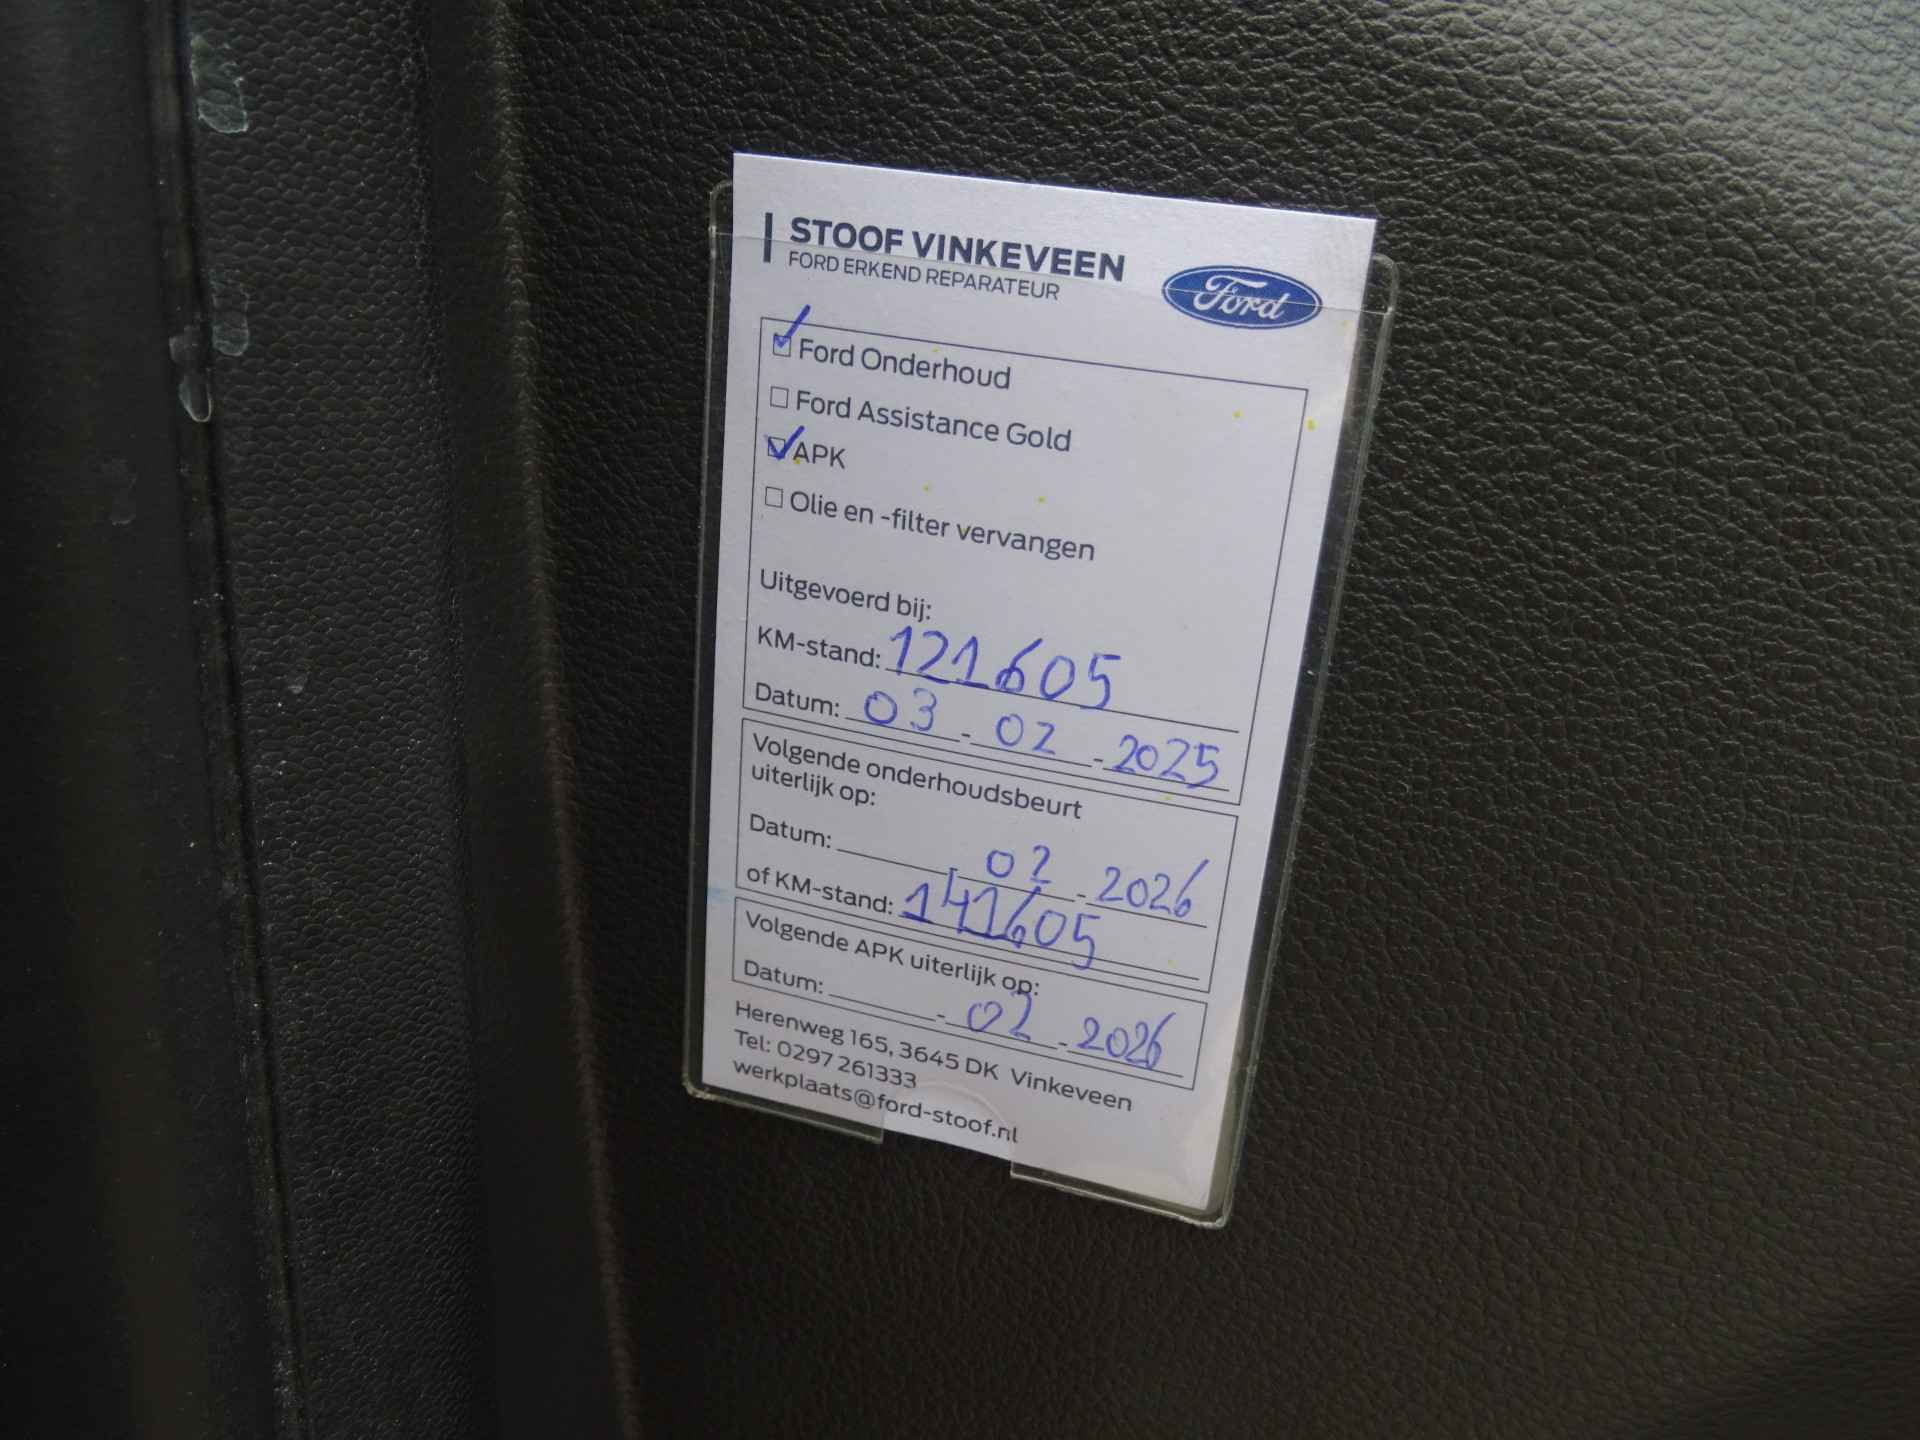 STOOF VINKEVEEN
FORD ERKEND REPARATEUR
Ford
Ford Onderhoud
Ford Assistance Gold
APK
Olie en -filter vervangen
Uitgevoerd bij:
KM-stand: 121605
Datum: 03 - 02 - 2025
Volgende onderhoudsbeurt
uiterlijk op:
Datum: - 02 - 2026
of KM-stand: 141605
Volgende APK uiterlijk op:
Datum: - 02 - 2026
Herenweg 165, 3645 DK Vinkeveen
Tel: 0297 261333
werkplaats@ford-stoof.nl